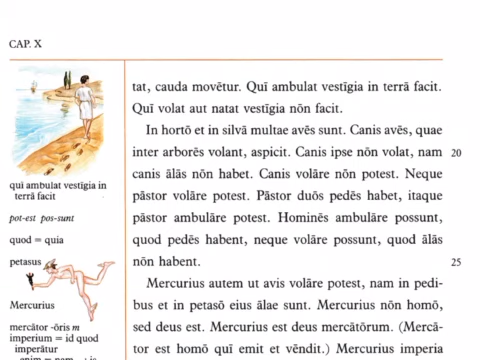 CAP. X
tat, cauda movētur. Quī ambulat vestīgia in terrā facit.
Quī volat aut natat vestīgia nōn facit.
In hortō et in silvā multae avēs sunt. Canis avēs, quae
inter arborēs volant, aspicit. Canis ipse nōn volat, nam 20
canis ālās nōn habet. Canis volāre nōn potest. Neque
pāstor volāre potest. Pāstor duōs pedēs habet, itaque
pāstor ambulāre potest. Hominēs ambulāre possunt,
quod pedēs habent, neque volāre possunt, quod ālās
nōn habent. 25
Mercurius autem ut avis volāre potest, nam in pedi-
bus et in petasō eius ālae sunt. Mercurius nōn homō,
sed deus est. Mercurius est deus mercātōrum. (Mercā-
tor est homō quī emit et vēndit.) Mercurius imperia
quī ambulat vestīgia in
terrā facit
pot-est pos-sunt
quod = quia
petasus
Mercurius
mercātor -ōris m
imperium = id quod
imperātur